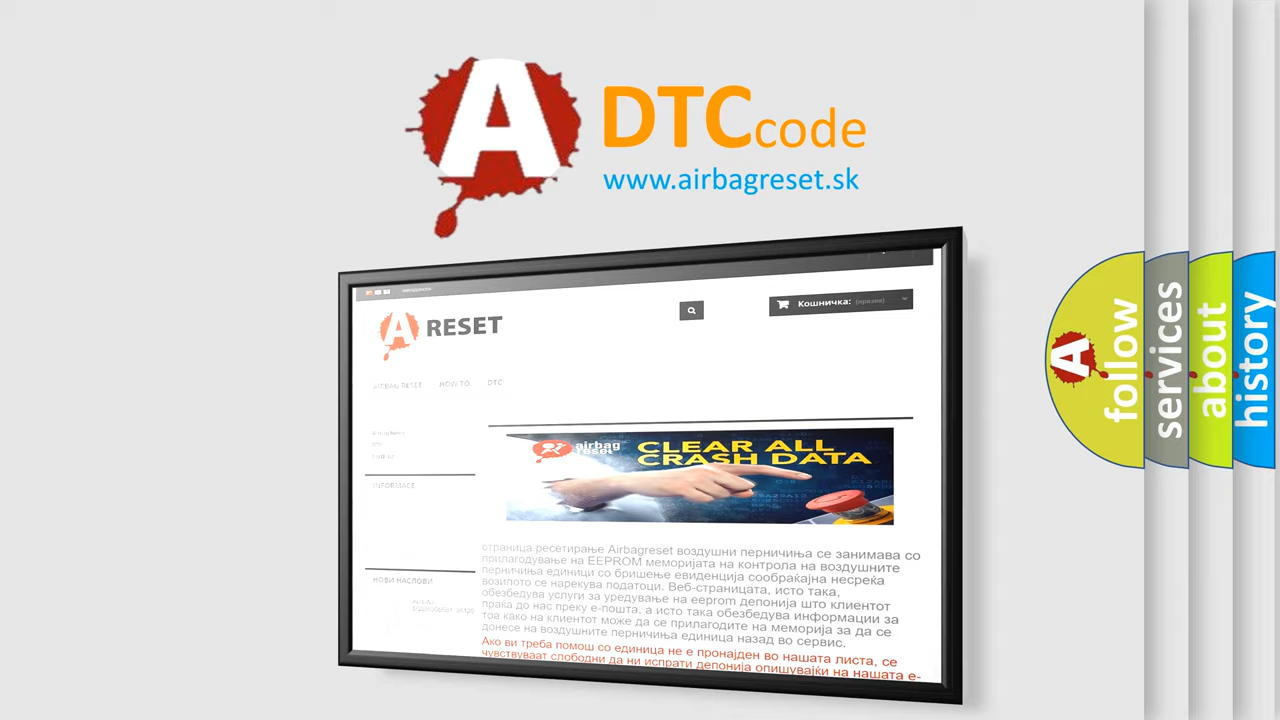 A
DTCcode
www.airbagreset.sk
A RESET
Кошничка: (празни)
AIRBAG RESET HOW TO DTC
INFORMACE
НОВИ НАСЛОВИ
airbag
reset
CLEAR ALL
CRASH DATA
страница ресетирање Airbagreset воздушни перничиња се занимава со
прилагодување на EEPROM меморијата на контрола на воздушните
перничиња единици со бришење евиденција сообраќајна несреќа
возилото се нарекува податоци. Веб-страницата, исто така,
обезбедува услуги за уредување на eeprom депонија што клиентот
праќа до нас преку е-пошта, а исто така обезбедува информации за
тоа како на клиентот може да се прилагодите на меморија за да се
донесе на воздушните перничиња единица назад во сервис.
Ако ви треба помош со единица не е пронајден во нашата листа, се
чувствуваат слободни да ни испрати депонија опишувајќи на нашата е-
A
follow
services
about
history